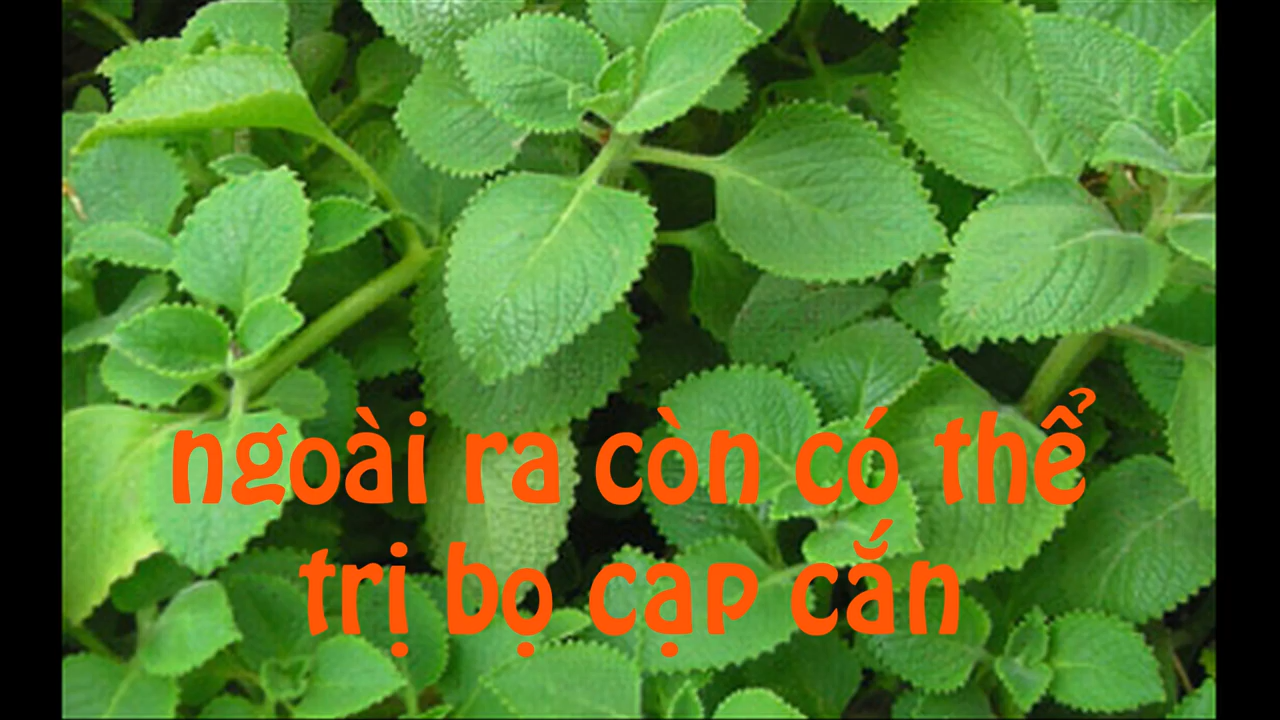 ngoài ra còn có thể
trị bọ cạp cắn